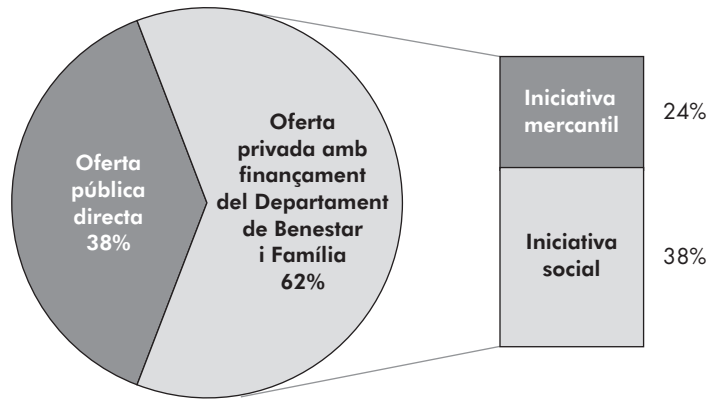 Oferta
pública
directa
38%
Oferta
privada amb
finançament
del Departament
de Benestar
i Família
62%
Iniciativa
mercantil
24%
Iniciativa
social
38%